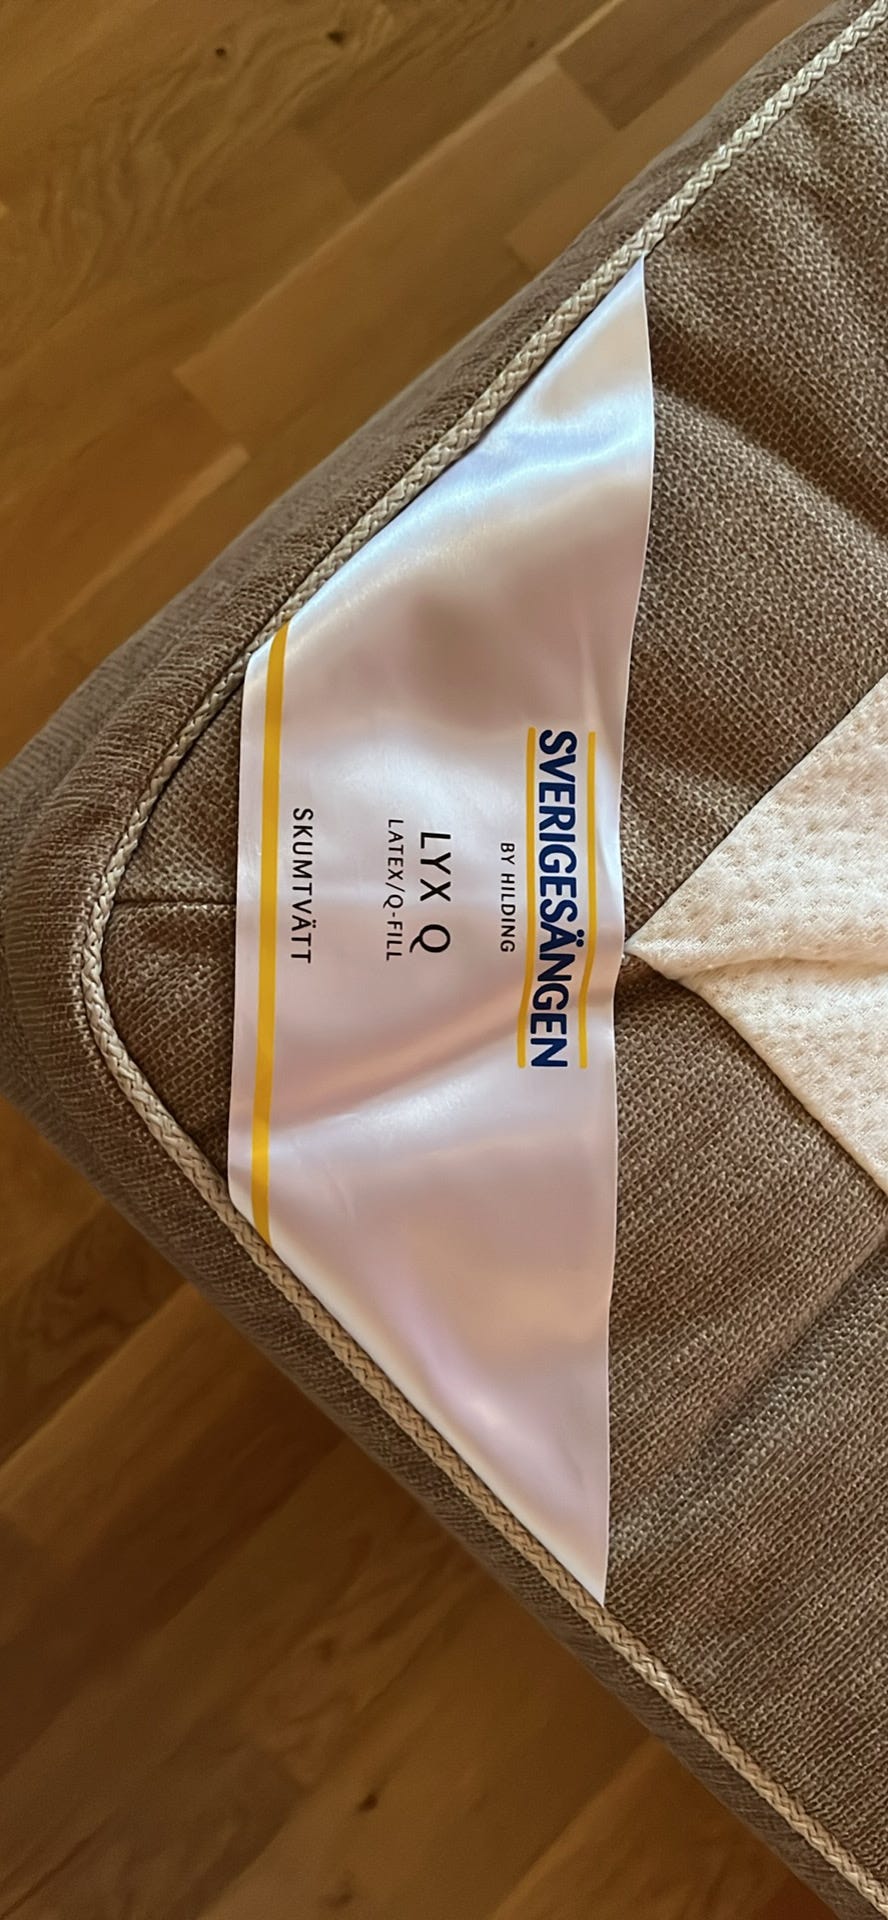 SVERIGESÄNGEN
BY HILDING
LYX Q
LATEX/Q-FILL
SKUMTVÄTT